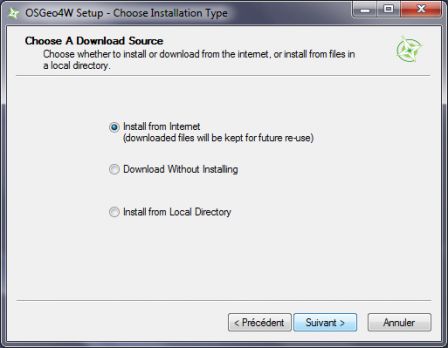 OSGeo4W Setup - Choose Installation Type
Choose A Download Source
Choose whether to install or download from the internet, or install from files in
a local directory.
Install from Internet
(downloaded files will be kept for future re-use)
Download Without Installing
Install from Local Directory
< Précédent
Suivant >
Annuler